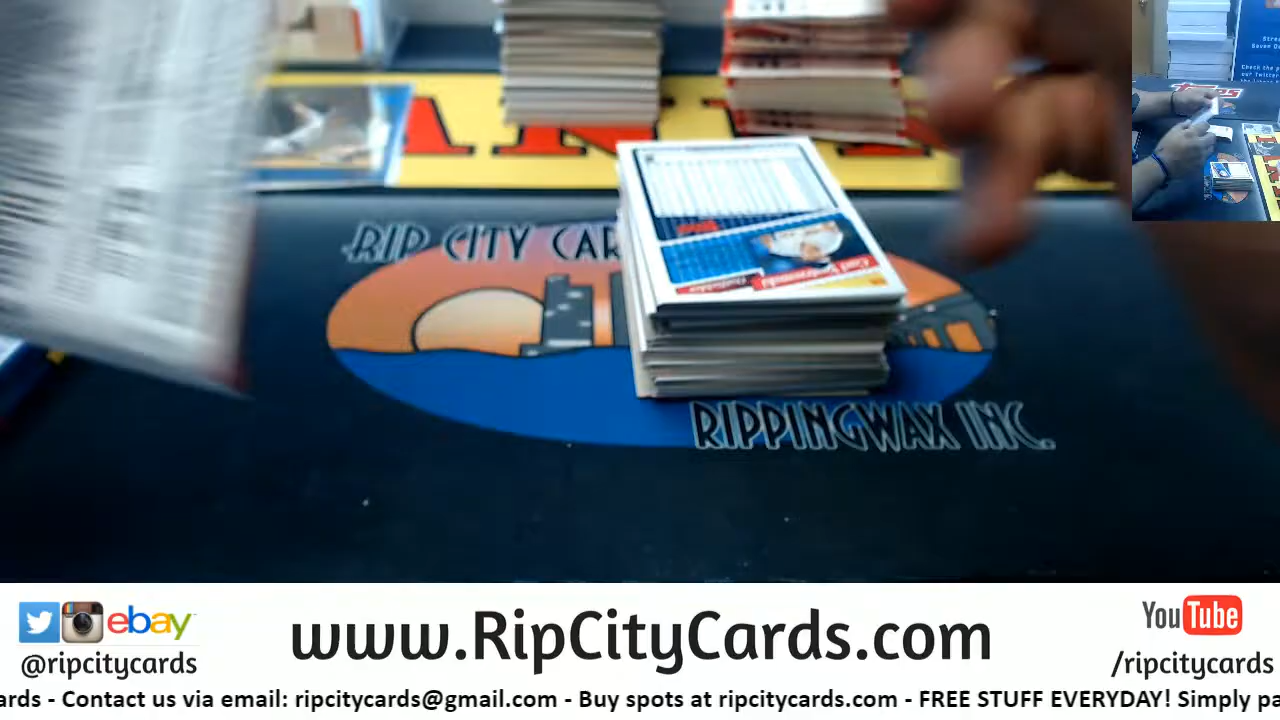 RIP CITY CAR
RIPPINGWAX INC.
ebay
@ripcitycards
www.RipCityCards.com
YouTube
/ripcitycards
ards - Contact us via email: ripcitycards@gmail.com - Buy spots at ripcitycards.com - FREE STUFF EVERYDAY! Simply pa